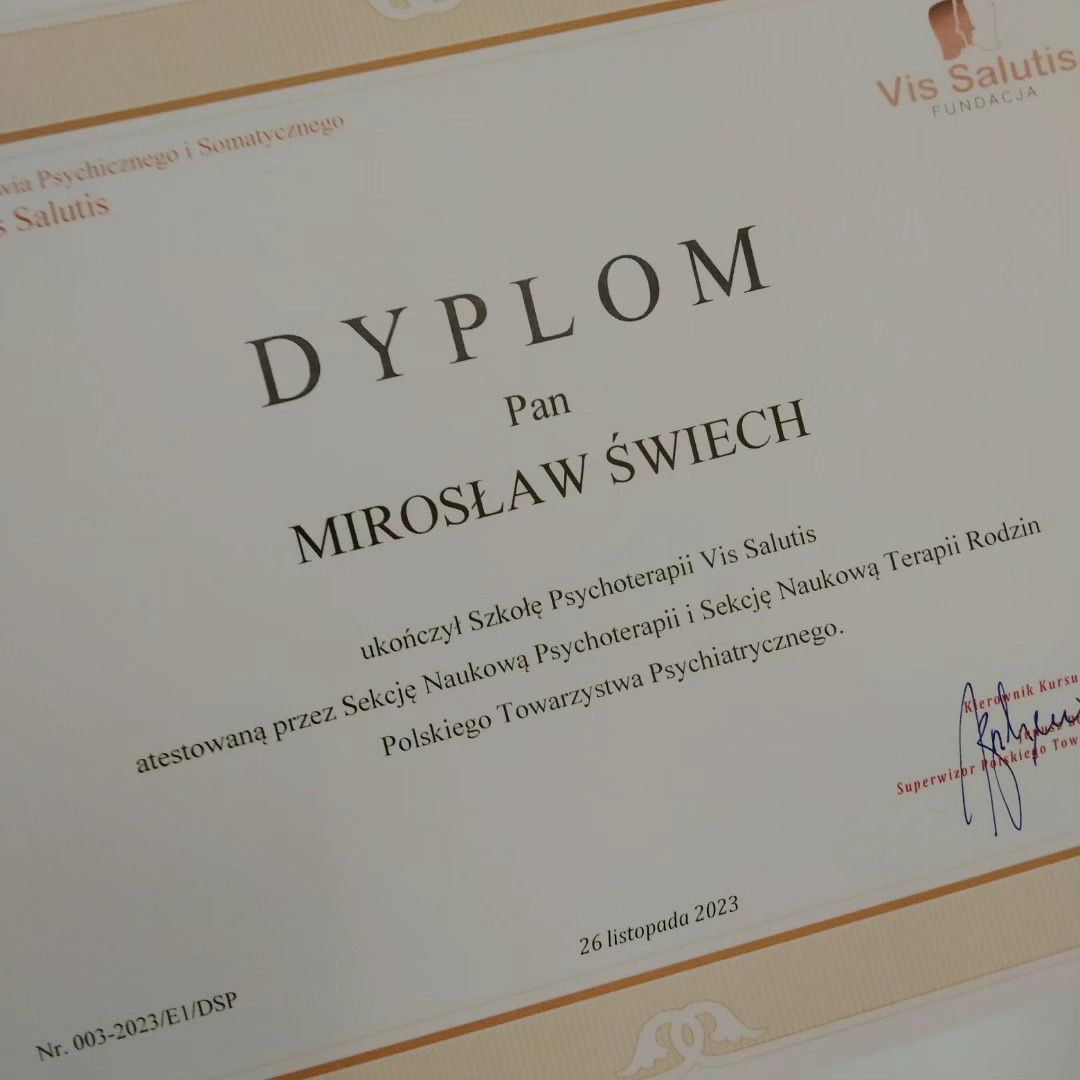 Vis Salutis
FUNDACJA
Psychicznego i Somatycznego
Salutis
DYPLOM
Pan
MIROSŁAW ŚWIECH
ukończył Szkołę Psychoterapii Vis Salutis
atestowaną przez Sekcję Naukową Psychoterapii i Sekcję Naukową Terapii Rodzin
Polskiego Towarzystwa Psychiatrycznego.
Kierownik Kursu
Superwizor Polskiego
26 listopada 2023
Nr. 003-2023/E1/DSP